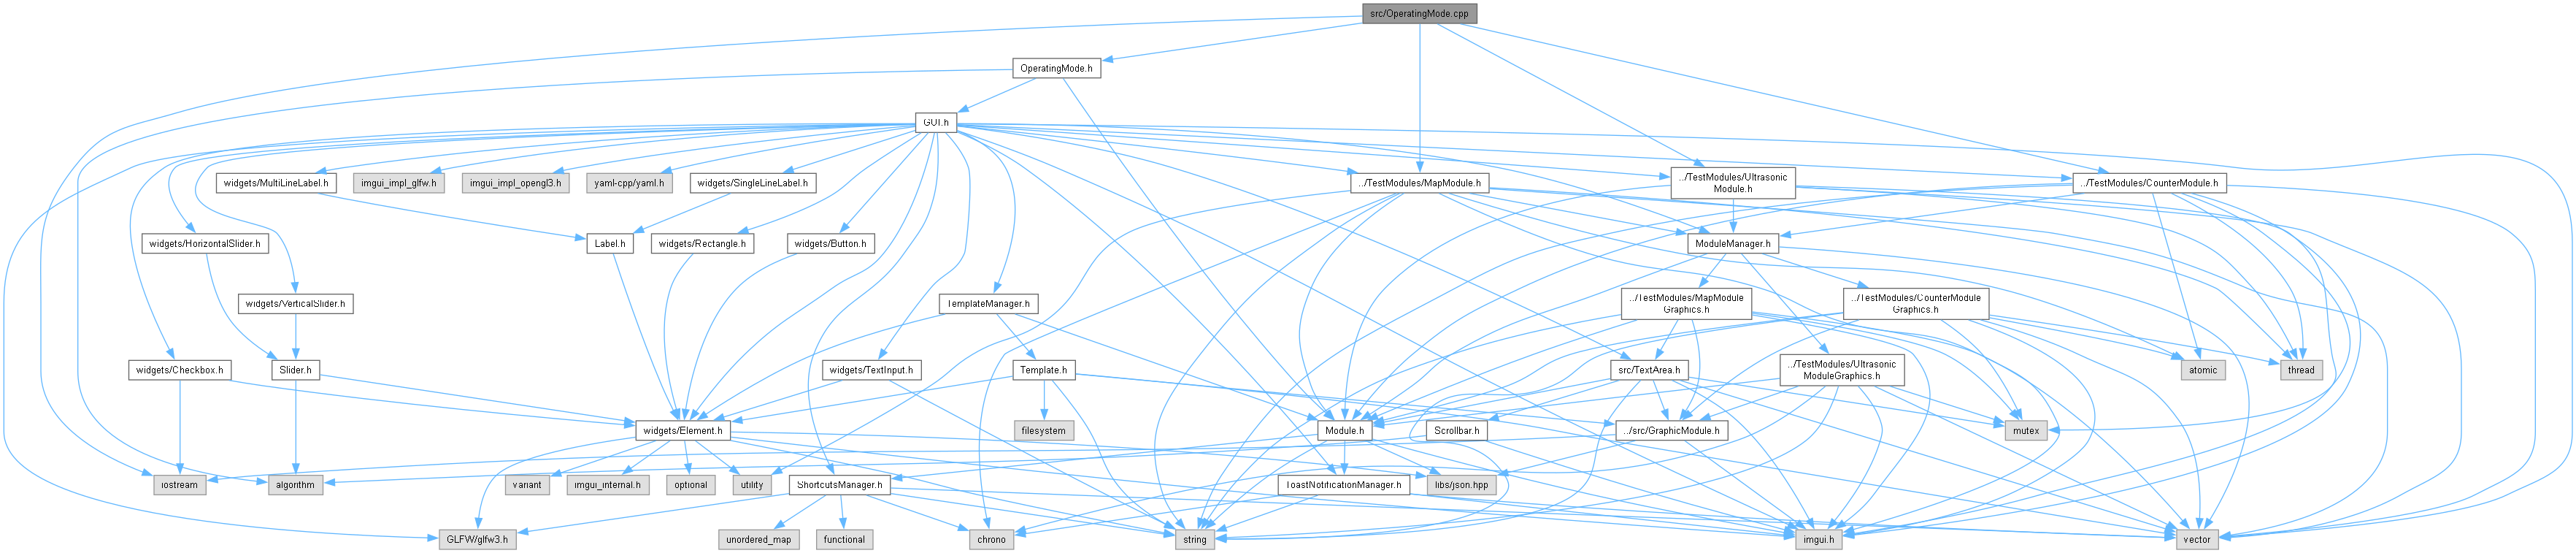 src/OperatingMode.cpp
OperatingMode.h
GUI.h
widgets/MultiLineLabel.h
imgui_impl_glfw.h
imgui_impl_opengl3.h
yaml-cpp/yaml.h
widgets/SingleLineLabel.h
../TestModules/Ultrasonic
Module.h
../TestModules/MapModule.h
../TestModules/CounterModule.h
widgets/HorizontalSlider.h
Label.h
widgets/Rectangle.h
widgets/Button.h
ModuleManager.h
widgets/VerticalSlider.h
TemplateManager.h
../TestModules/MapModule
Graphics.h
../TestModules/CounterModule
Graphics.h
widgets/Checkbox.h
Slider.h
widgets/TextInput.h
Template.h
src/TextArea.h
../TestModules/Ultrasonic
ModuleGraphics.h
atomic
thread
widgets/Element.h
filesystem
Module.h
Scrollbar.h
../src/GraphicModule.h
mutex
iostream
algorithm
variant
imgui_internal.h
optional
utility
ShortcutsManager.h
ToastNotificationManager.h
libs/json.hpp
GLFW/glfw3.h
unordered_map
functional
chrono
string
imgui.h
vector